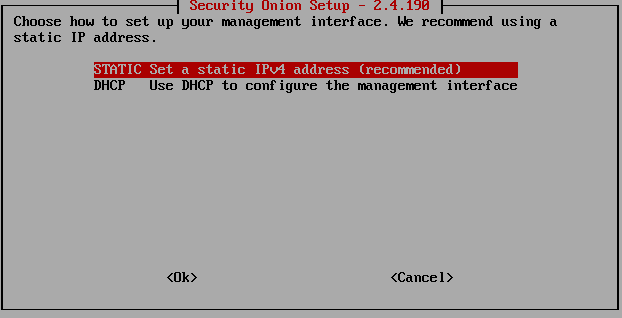 Security Onion Setup - 2.4.190
Choose how to set up your management interface. We recommend using a
static IP address.
STATIC Set a static IPv4 address (recommended)
DHCP   Use DHCP to configure the management interface
<Ok>   <Cancel>